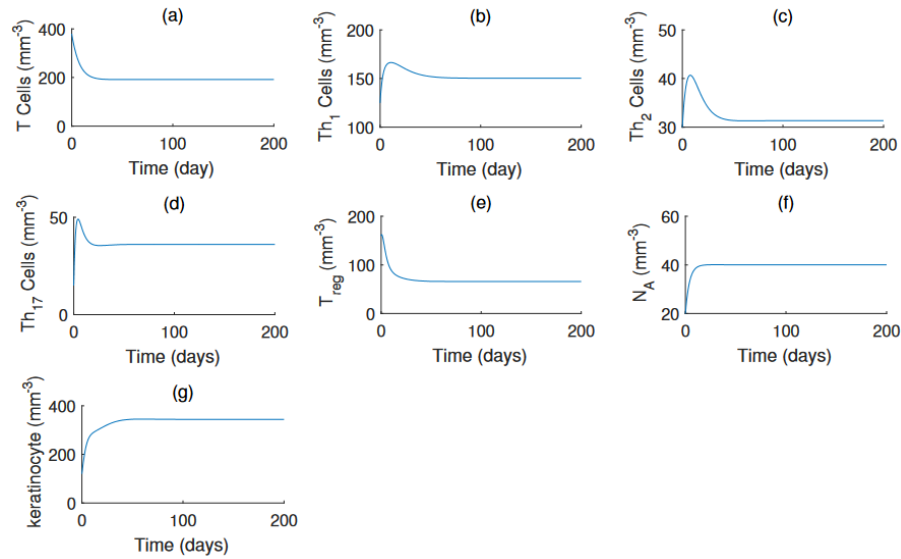 (a)
T Cells (mm⁻³)
400
200
0
0 100 200
Time (day)
(b)
Th₁ Cells (mm⁻³)
200
150
100
0 100 200
Time (day)
(c)
Th₂ Cells (mm⁻³)
50
40
30
0 100 200
Time (days)
(d)
Th₁₇ Cells (mm⁻³)
50
0
0 100 200
Time (days)
(e)
T_reg (mm⁻³)
200
100
0
0 100 200
Time (days)
(f)
N_A (mm⁻³)
60
40
20
0 100 200
Time (days)
(g)
keratinocyte (mm⁻³)
400
200
0
0 100 200
Time (days)